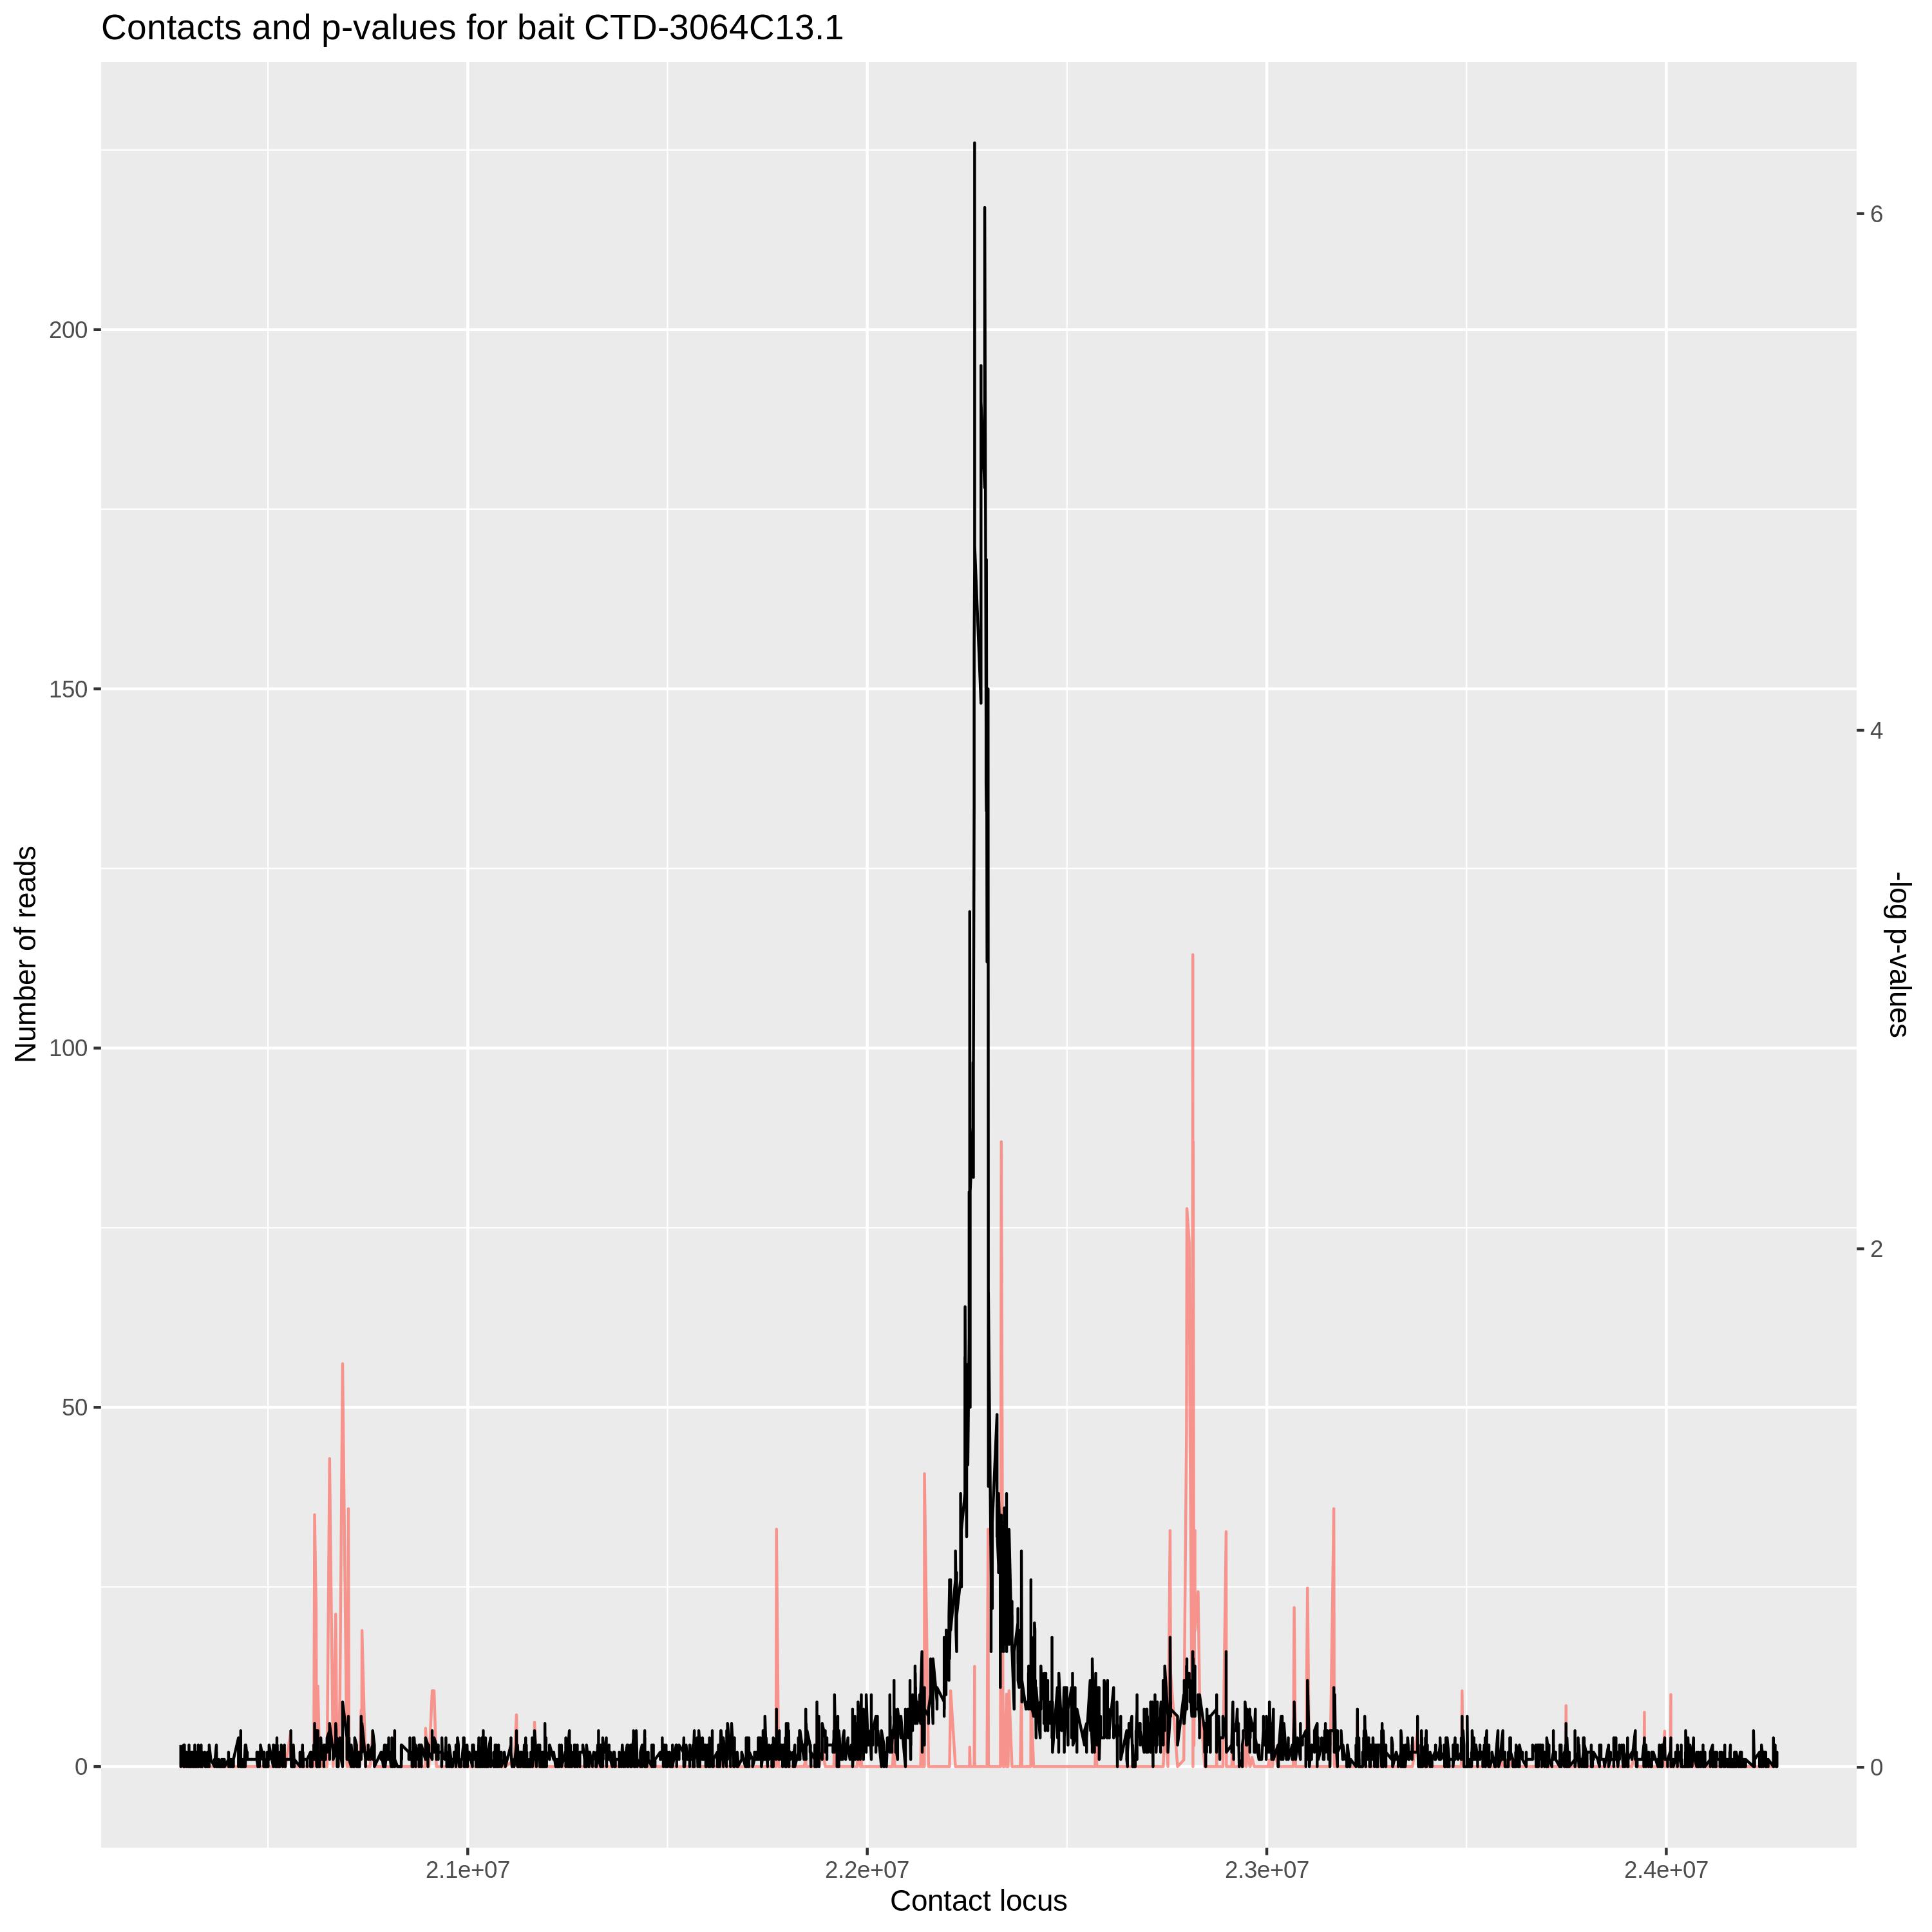 Contacts and p-values for bait CTD-3064C13.1
200
150
100
50
0
Number of reads
6
4
2
0
-log p-values
2.1e+07
2.2e+07
2.3e+07
2.4e+07
Contact locus